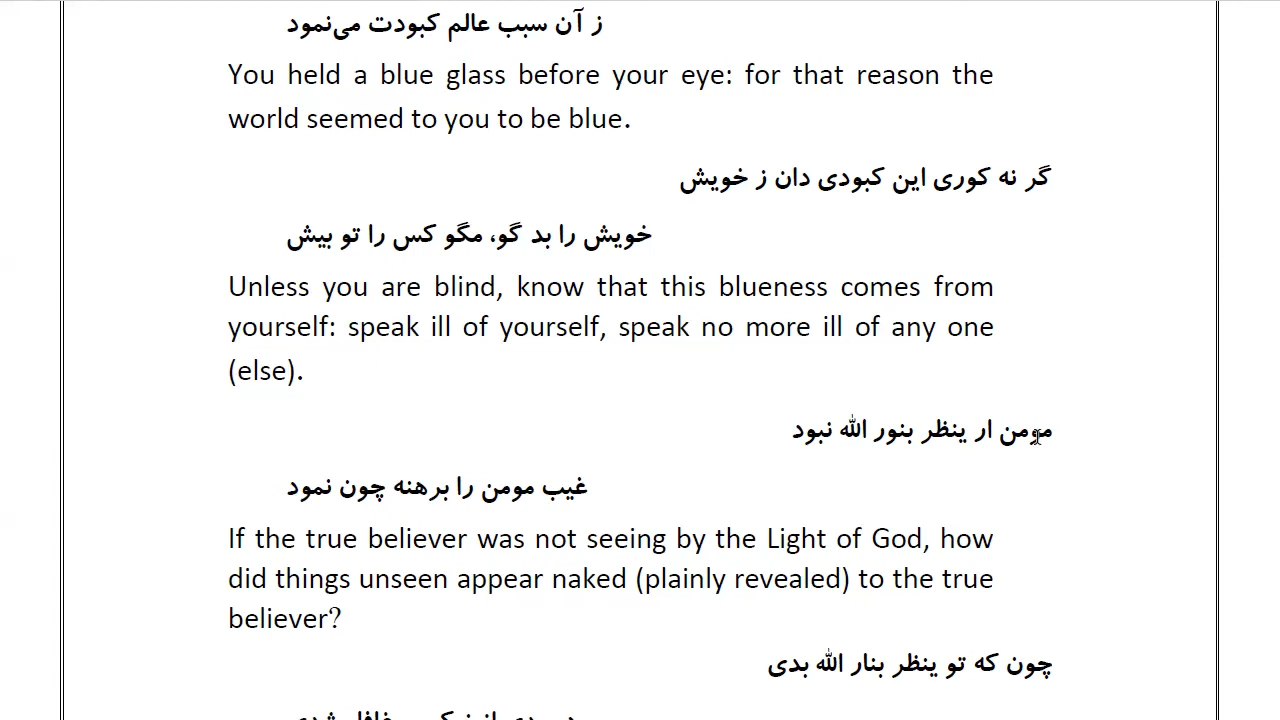 ز آن سبب عالم کبودت می‌نمود
You held a blue glass before your eye: for that reason the
world seemed to you to be blue.
گر نه کوری این کبودی دان ز خویش
خویش را بد گو، مگو کس را تو بیش
Unless you are blind, know that this blueness comes from
yourself: speak ill of yourself, speak no more ill of any one
(else).
مومن ار ینظر بنور الله نبود
غیب مومن را برهنه چون نمود
If the true believer was not seeing by the Light of God, how
did things unseen appear naked (plainly revealed) to the true
believer?
چون که تو ینظر بنار الله بدی